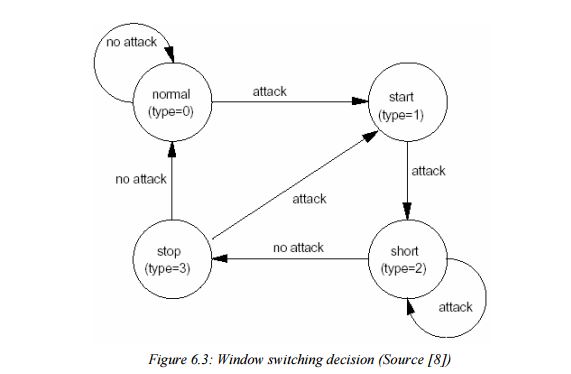 no attack
normal
(type=0)
attack
start
(type=1)
no attack
attack
attack
stop
(type=3)
no attack
short
(type=2)
attack
Figure 6.3: Window switching decision (Source [8])